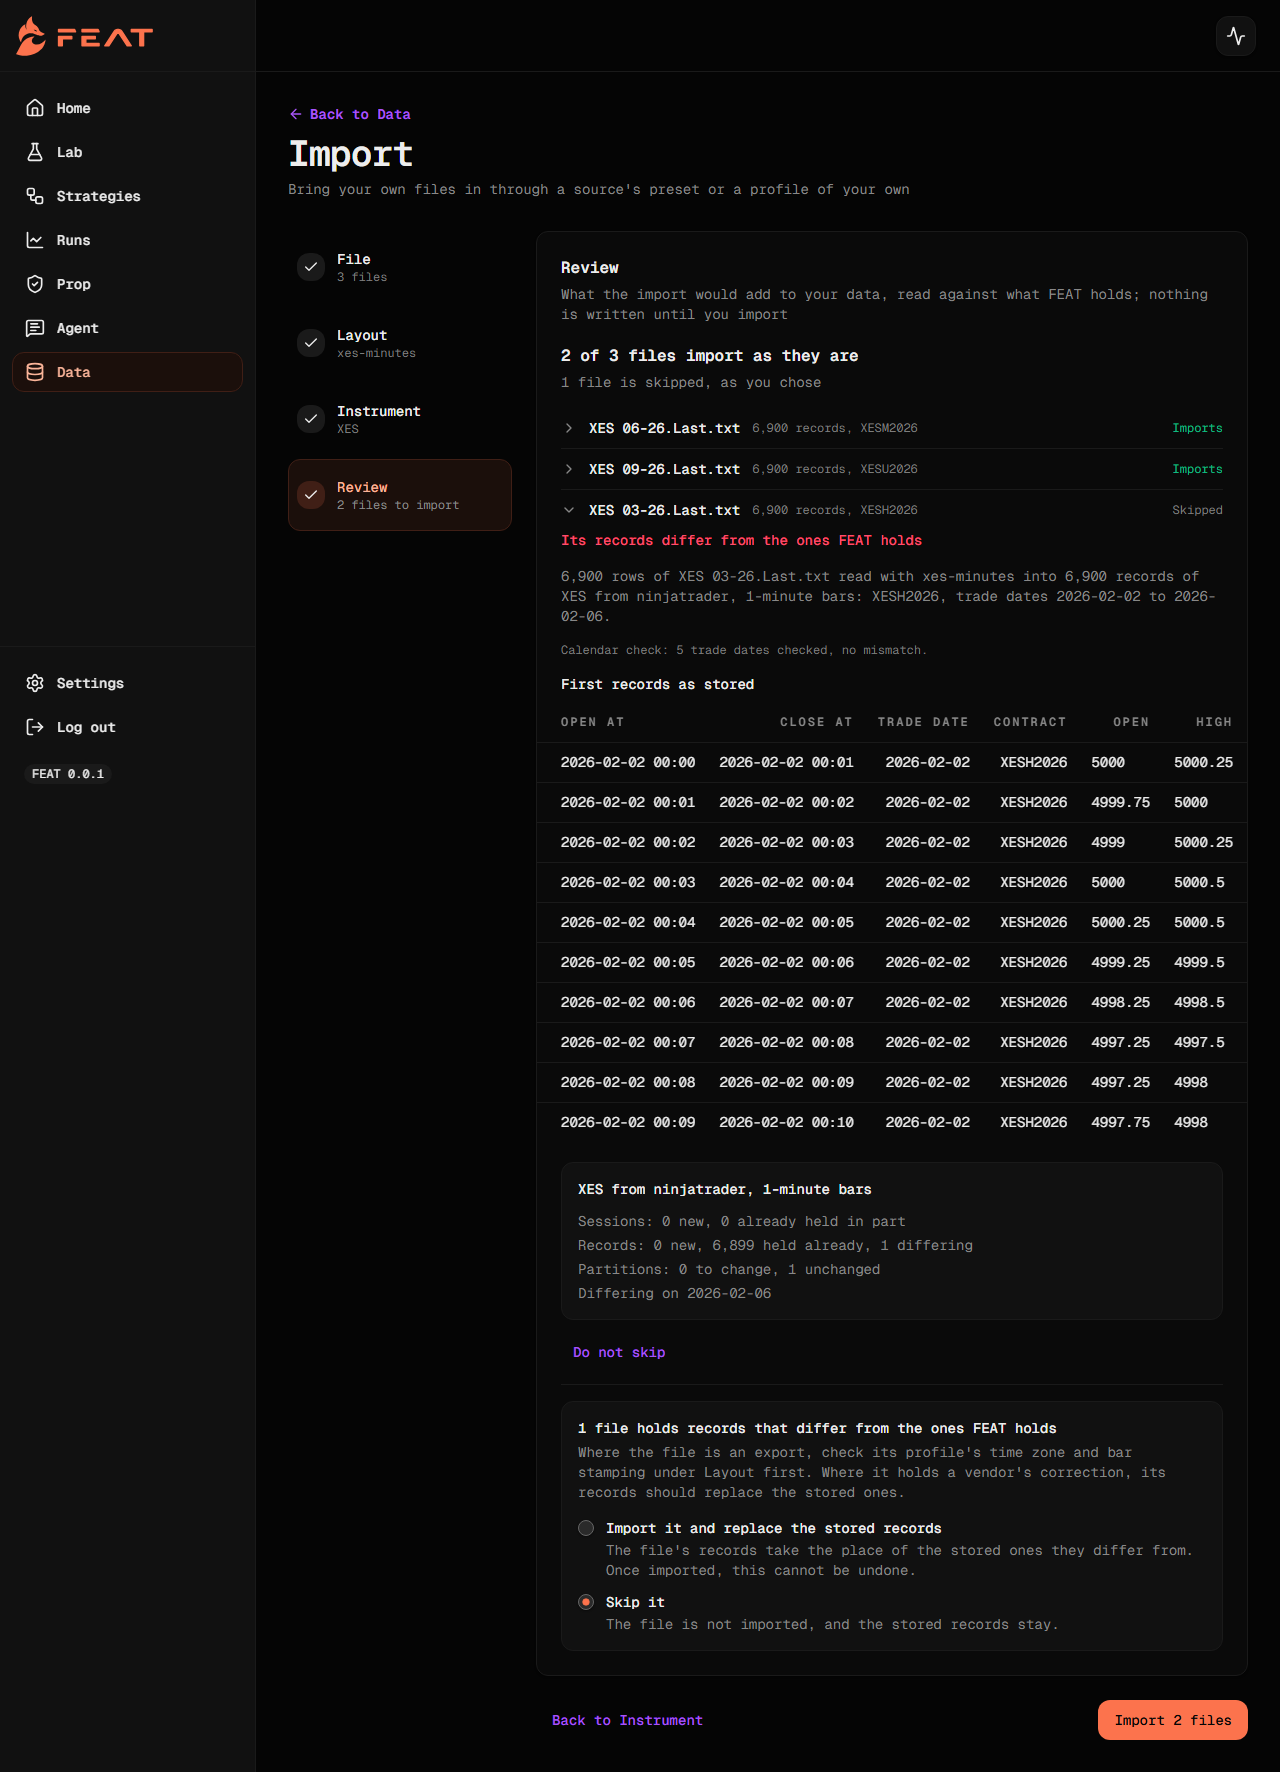 FEAT
Home
Lab
Strategies
Runs
Prop
Agent
Data
Settings
Log out
FEAT 0.0.1
Back to Data
Import
Bring your own files in through a source's preset or a profile of your own
File
3 files
Layout
xes-minutes
Instrument
XES
Review
2 files to import
Review
What the import would add to your data, read against what FEAT holds; nothing
is written until you import
2 of 3 files import as they are
1 file is skipped, as you chose
XES 06-26.Last.txt 6,900 records, XESM2026 Imports
XES 09-26.Last.txt 6,900 records, XESU2026 Imports
XES 03-26.Last.txt 6,900 records, XESH2026 Skipped
Its records differ from the ones FEAT holds
6,900 rows of XES 03-26.Last.txt read with xes-minutes into 6,900 records of
XES from ninjatrader, 1-minute bars: XESH2026, trade dates 2026-02-02 to 2026-
02-06.
Calendar check: 5 trade dates checked, no mismatch.
First records as stored
OPEN AT CLOSE AT TRADE DATE CONTRACT OPEN HIGH
2026-02-02 00:00 2026-02-02 00:01 2026-02-02 XESH2026 5000 5000.25
2026-02-02 00:01 2026-02-02 00:02 2026-02-02 XESH2026 4999.75 5000
2026-02-02 00:02 2026-02-02 00:03 2026-02-02 XESH2026 4999 5000.25
2026-02-02 00:03 2026-02-02 00:04 2026-02-02 XESH2026 5000 5000.5
2026-02-02 00:04 2026-02-02 00:05 2026-02-02 XESH2026 5000.25 5000.5
2026-02-02 00:05 2026-02-02 00:06 2026-02-02 XESH2026 4999.25 4999.5
2026-02-02 00:06 2026-02-02 00:07 2026-02-02 XESH2026 4998.25 4998.5
2026-02-02 00:07 2026-02-02 00:08 2026-02-02 XESH2026 4997.25 4997.5
2026-02-02 00:08 2026-02-02 00:09 2026-02-02 XESH2026 4997.25 4998
2026-02-02 00:09 2026-02-02 00:10 2026-02-02 XESH2026 4997.75 4998
XES from ninjatrader, 1-minute bars
Sessions: 0 new, 0 already held in part
Records: 0 new, 6,899 held already, 1 differing
Partitions: 0 to change, 1 unchanged
Differing on 2026-02-06
Do not skip
1 file holds records that differ from the ones FEAT holds
Where the file is an export, check its profile's time zone and bar
stamping under Layout first. Where it holds a vendor's correction, its
records should replace the stored ones.
Import it and replace the stored records
The file's records take the place of the stored ones they differ from.
Once imported, this cannot be undone.
Skip it
The file is not imported, and the stored records stay.
Back to Instrument
Import 2 files